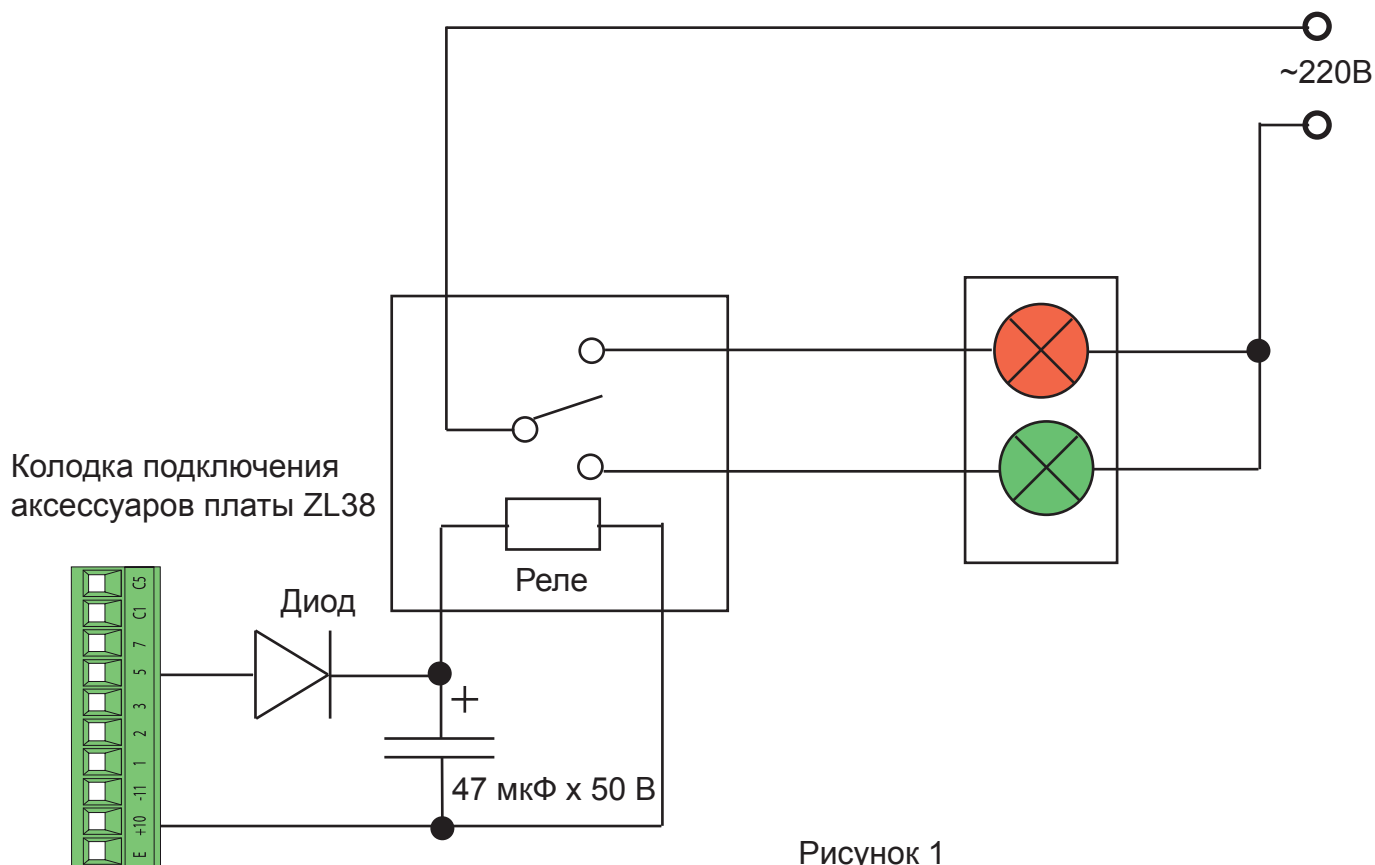 ~220В
Колодка подключения
аксессуаров платы ZL38
Реле
Диод
C5
C1
7
5
3
2
1
-11
+10
E
+
47 мкФ х 50 В
Рисунок 1